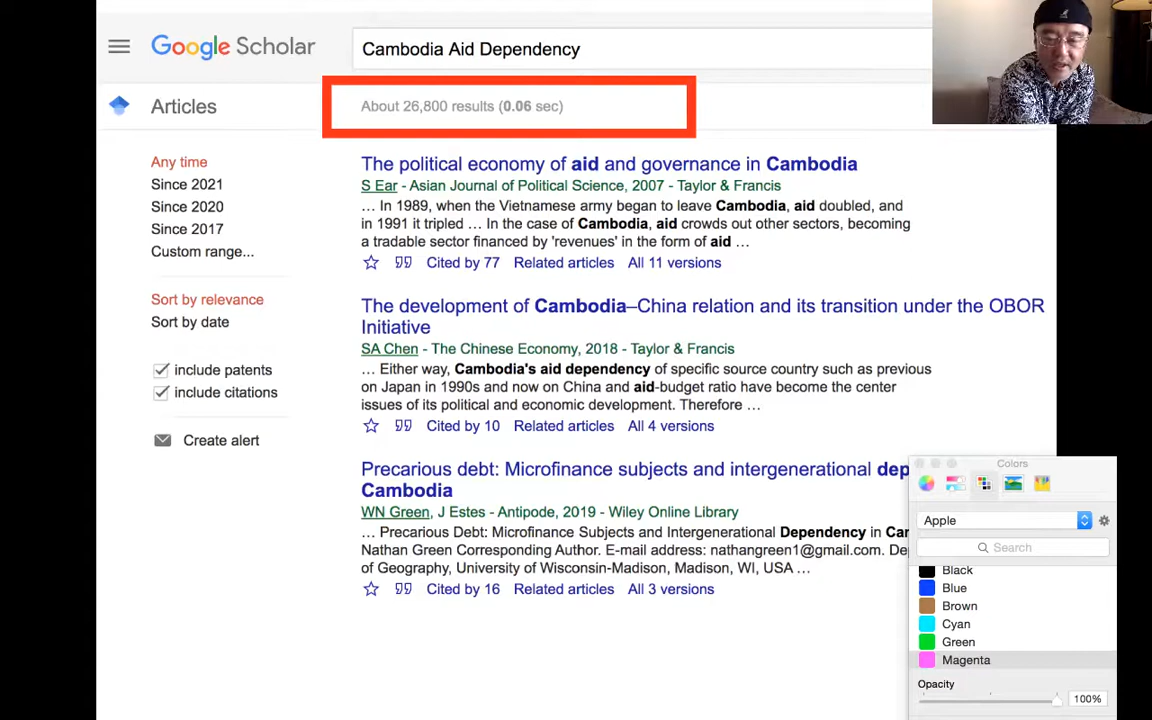 Google Scholar
Cambodia Aid Dependency
Articles
About 26,800 results (0.06 sec)
Any time
Since 2021
Since 2020
Since 2017
Custom range...
Sort by relevance
Sort by date
include patents
include citations
Create alert
The political economy of aid and governance in Cambodia
S Ear - Asian Journal of Political Science, 2007 - Taylor & Francis
... In 1989, when the Vietnamese army began to leave Cambodia, aid doubled, and
in 1991 it tripled ... In the case of Cambodia, aid crowds out other sectors, becoming
a tradable sector financed by 'revenues' in the form of aid ...
Cited by 77 Related articles All 11 versions
The development of Cambodia–China relation and its transition under the OBOR
Initiative
SA Chen - The Chinese Economy, 2018 - Taylor & Francis
... Either way, Cambodia's aid dependency of specific source country such as previous
on Japan in 1990s and now on China and aid-budget ratio have become the center
issues of its political and economic development. Therefore ...
Cited by 10 Related articles All 4 versions
Precarious debt: Microfinance subjects and intergenerational dep
Cambodia
WN Green, J Estes - Antipode, 2019 - Wiley Online Library
... Precarious Debt: Microfinance Subjects and Intergenerational Dependency in Car
Nathan Green Corresponding Author. E-mail address: nathangreen1@gmail.com. De
of Geography, University of Wisconsin-Madison, Madison, WI, USA ...
Cited by 16 Related articles All 3 versions
Colors
Apple
Search
Black
Blue
Brown
Cyan
Green
Magenta
Opacity
100%